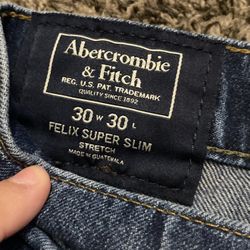 Abercrombie
& Fitch
REG. U.S. PAT. TRADEMARK
QUALITY SINCE 1892
30 W 30 L
FELIX SUPER SLIM
STRETCH
MADE IN GUATEMALA